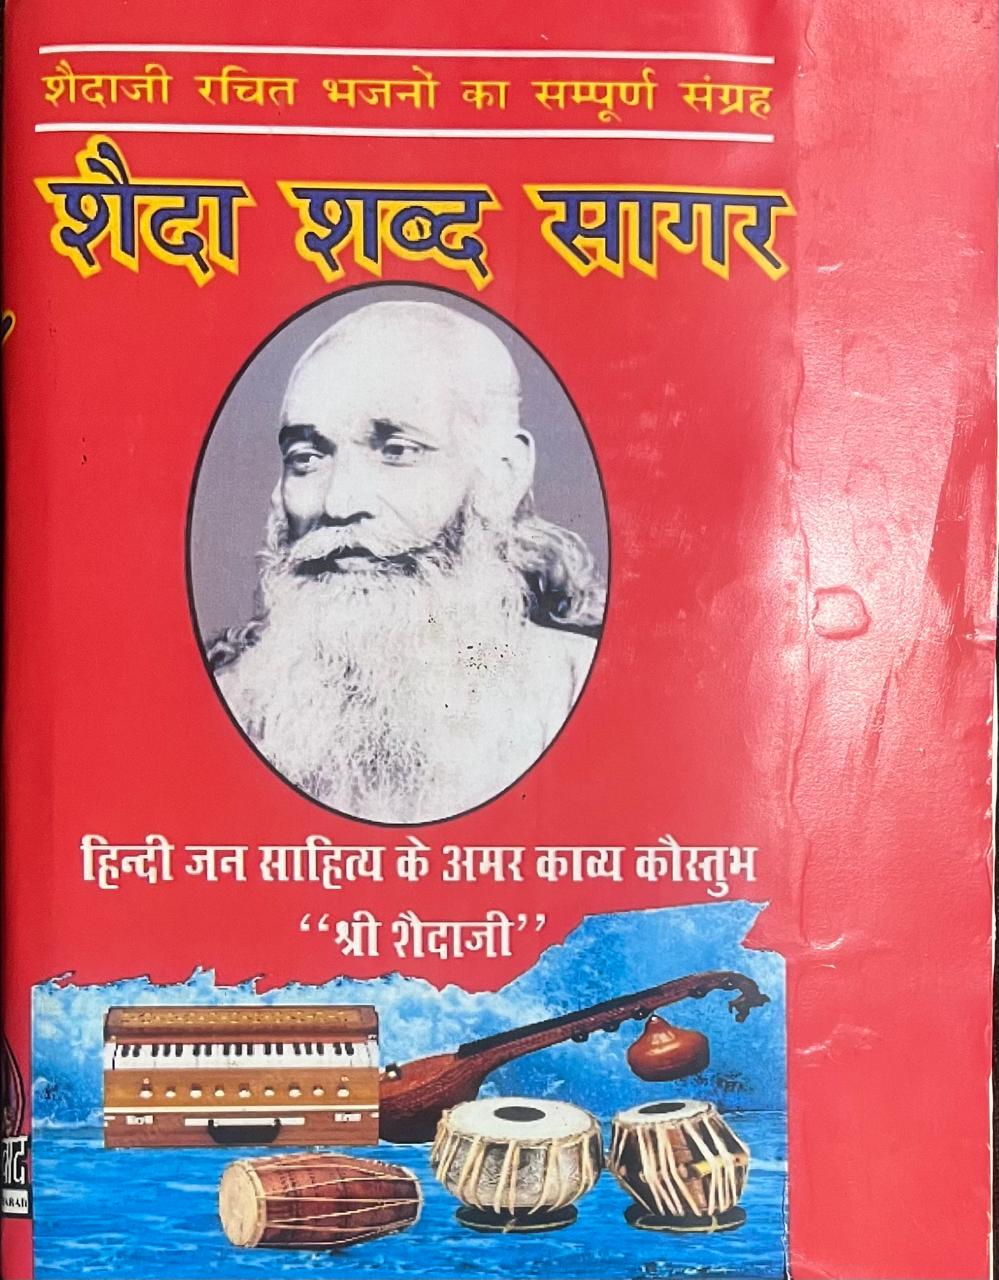 शैदाजी रचित भजनों का सम्पूर्ण संग्रह
शैदा शब्द सागर
हिन्दी जन साहित्य के अमर काव्य कौस्तुभ
“श्री शैदाजी”